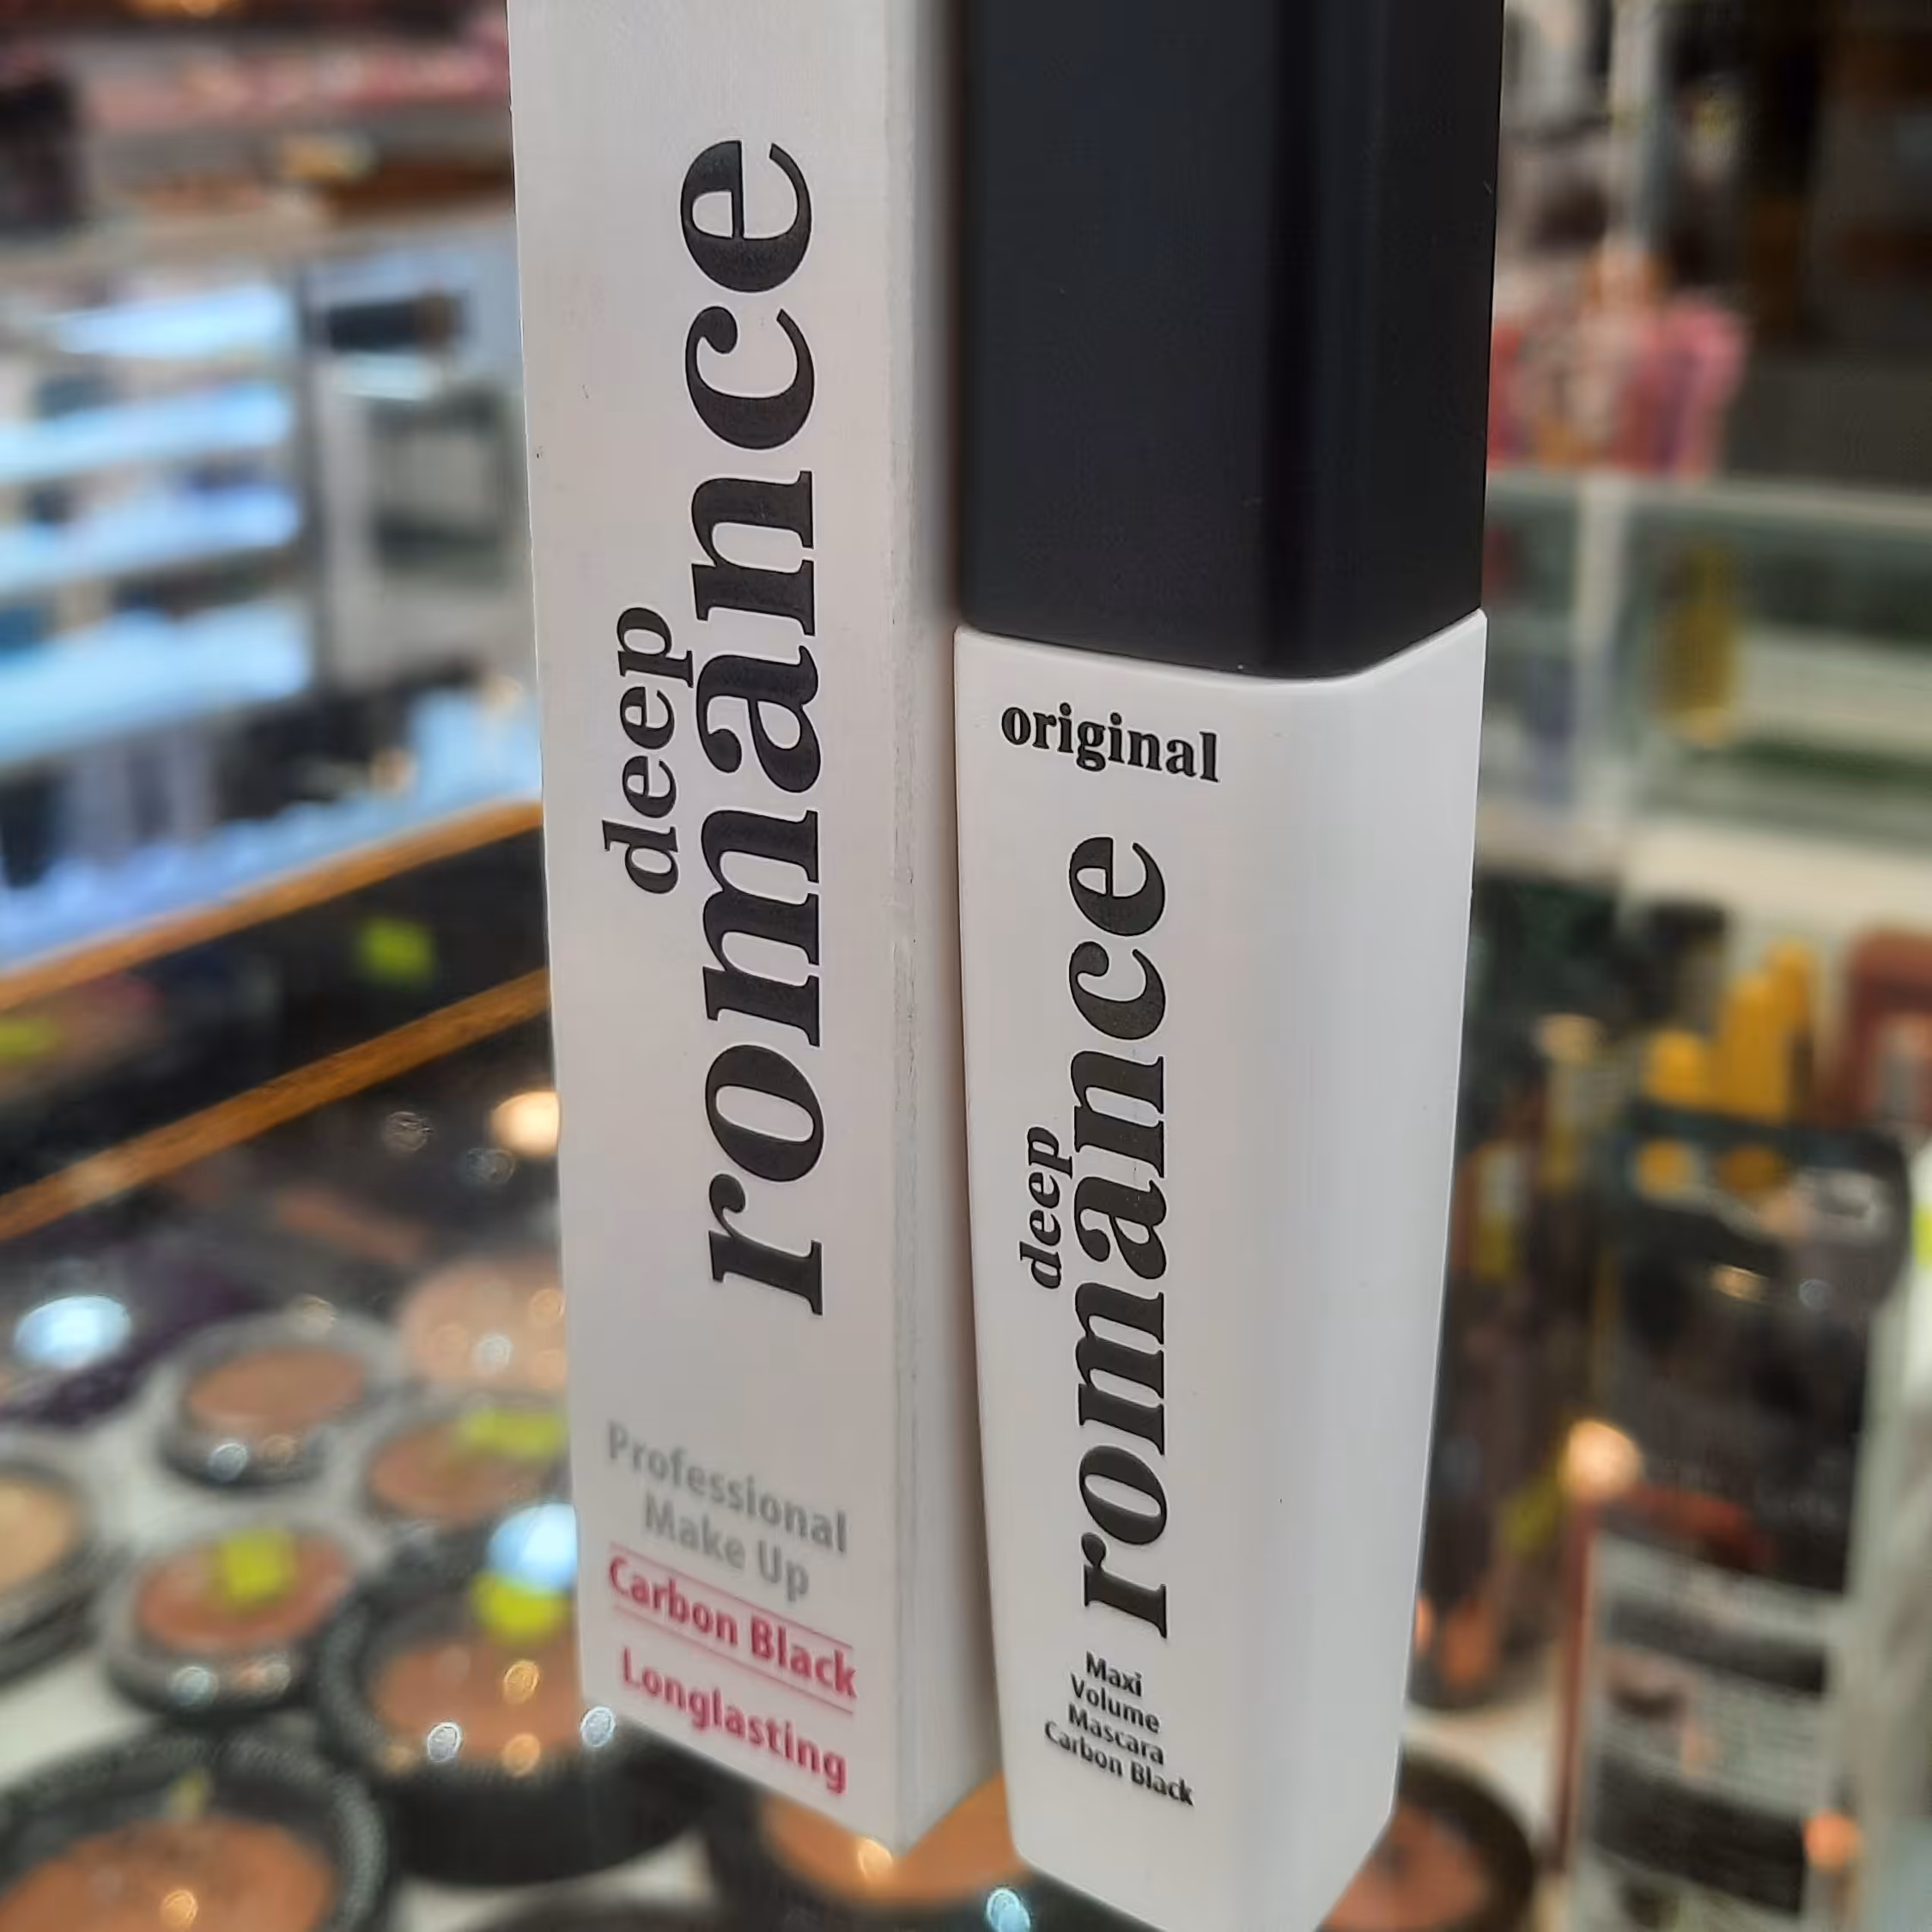 deep
romance
Professional
Make Up
Carbon Black
Longlasting
original
deep
romance
Maxi
Volume
Mascara
Carbon Black